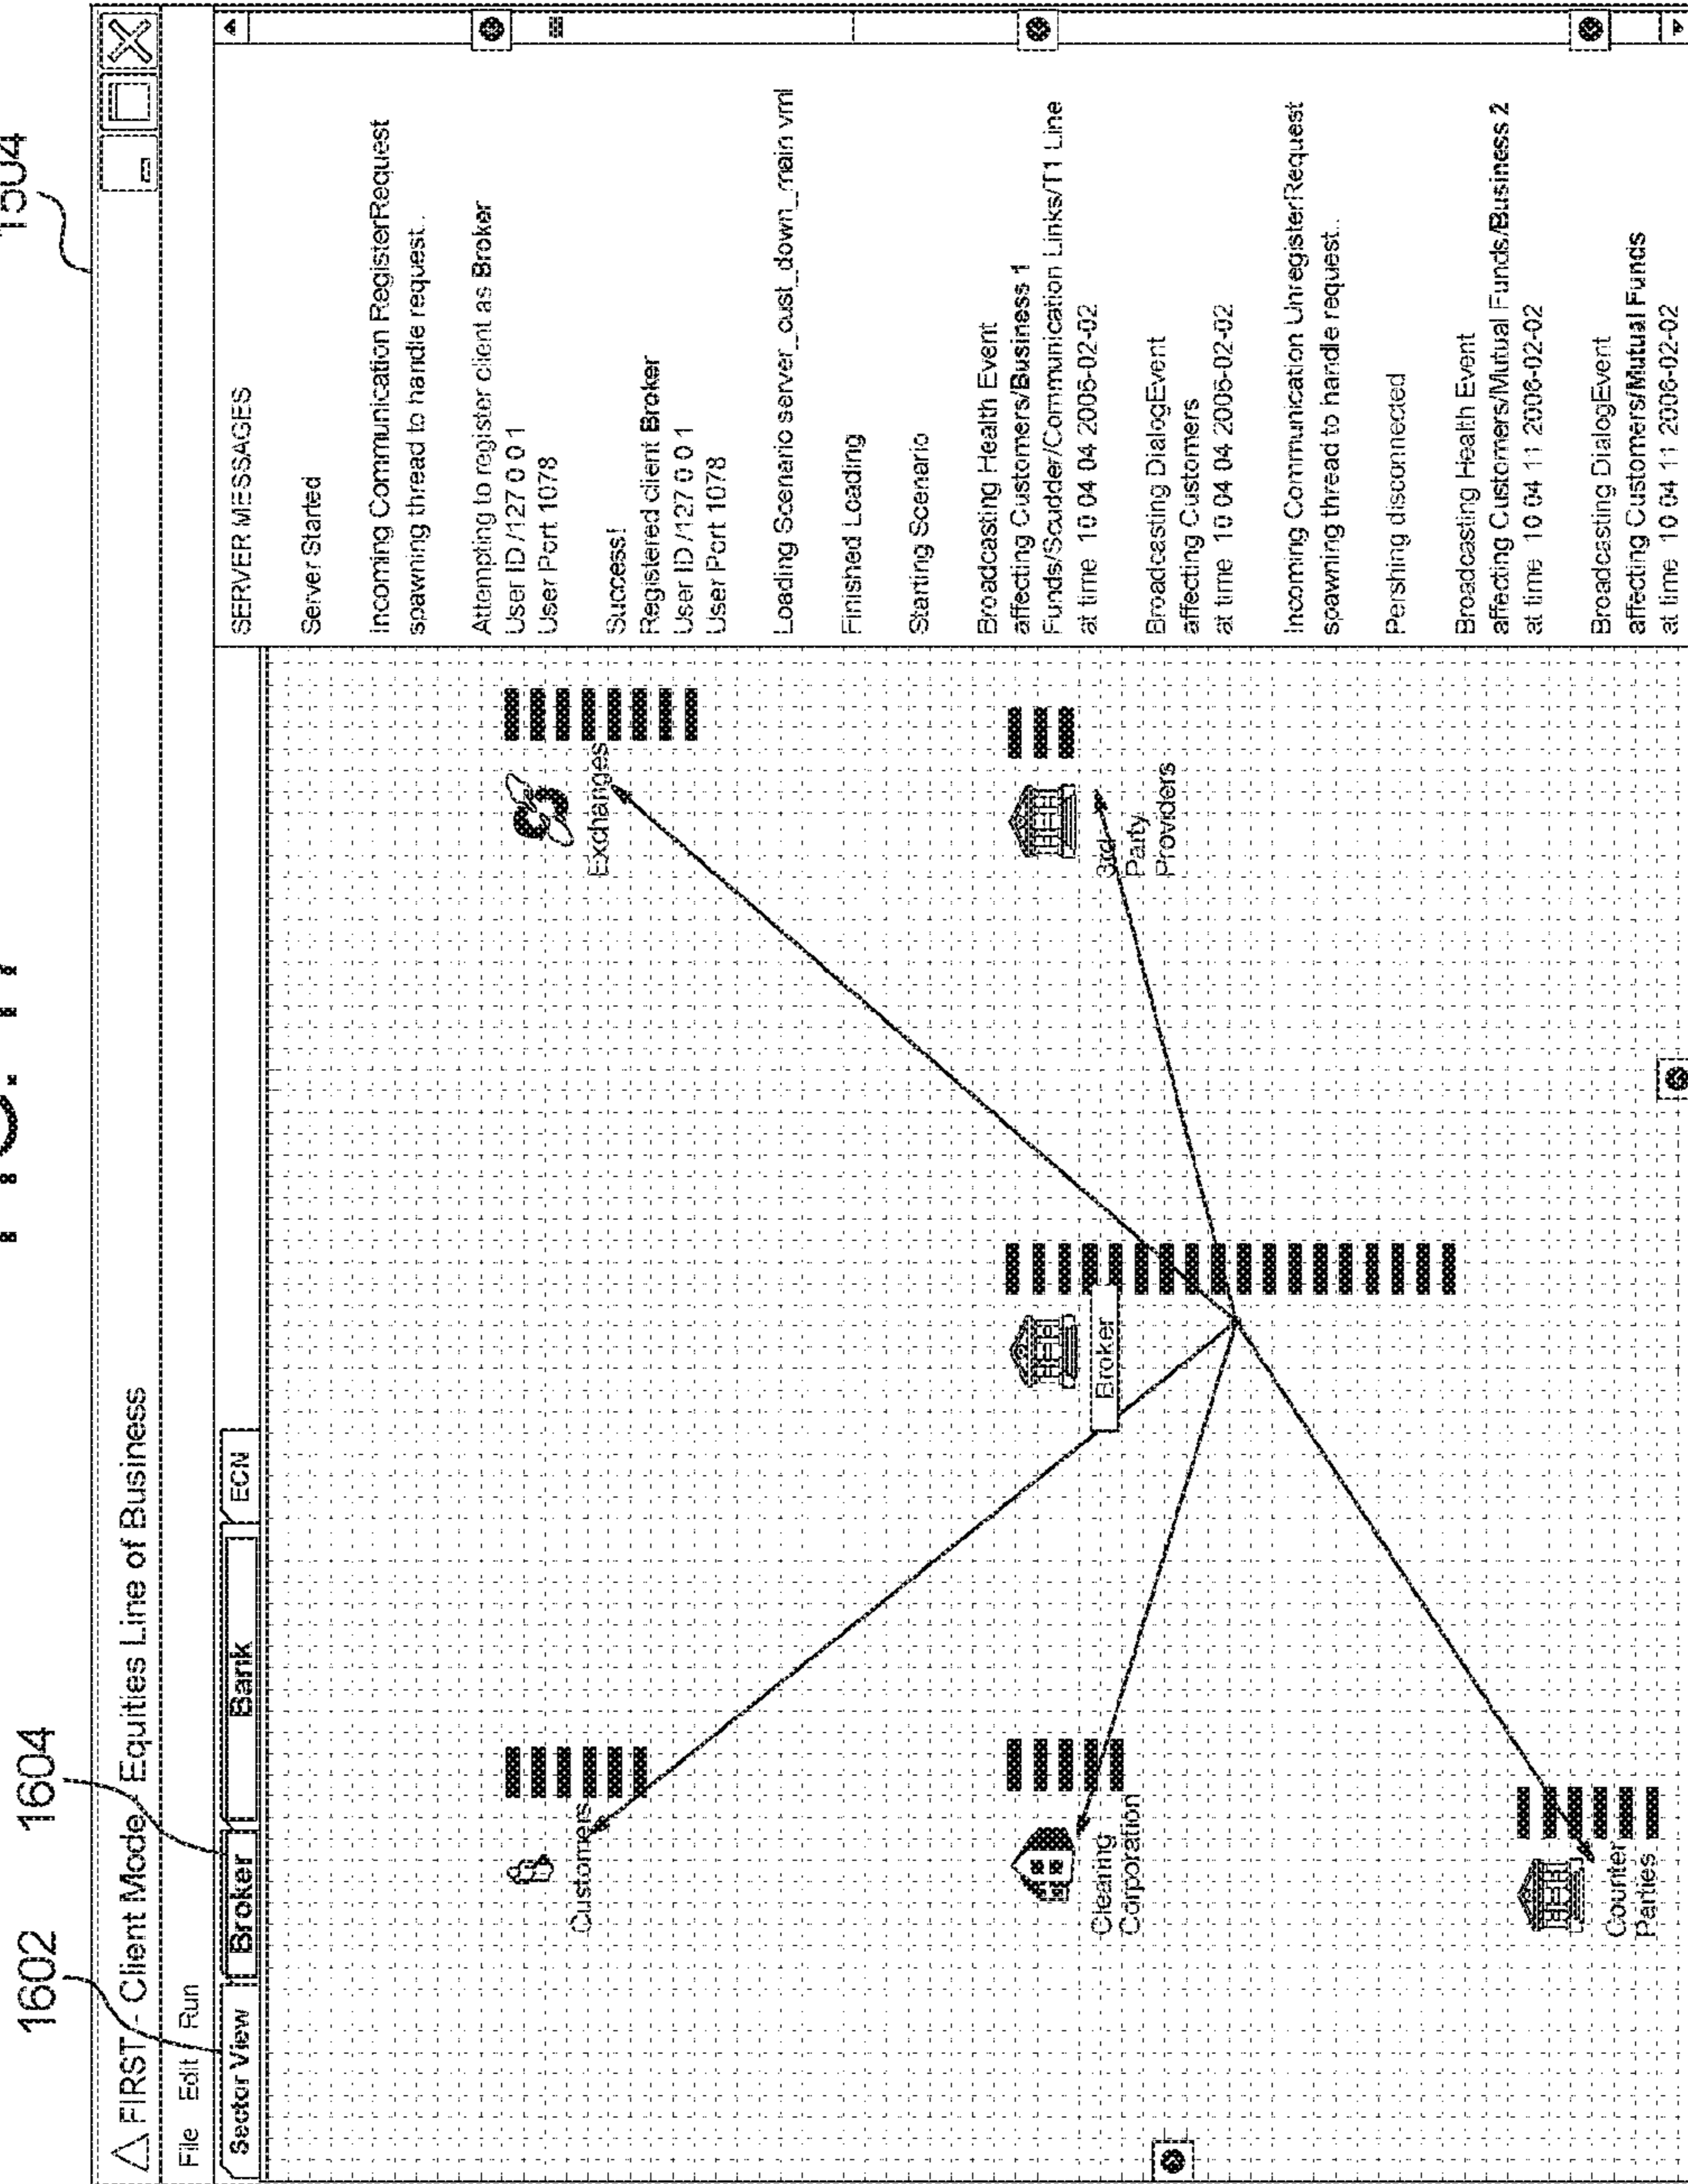 1504
1602
1604
FIRST - Client Mode - Equities Line of Business
File Edit Run
Sector View
Broker
Bank
ECN
Customers
Exchanges
Broker
Clearing
Corporation
3rd
Party
Providers
Counter
Parties
SERVER MESSAGES
Server Started
Incoming Communication RegisterRequest
spawning thread to handle request..
Attempting to register client as Broker
User ID /127 0 0 1
User Port 1078
Success!
Registered client Broker
User ID /127 0 0 1
User Port 1078
Loading Scenario server_cust_down_main vml
Finished Loading
Starting Scenario
Broadcasting Health Event
affecting Customers/Business 1
Funds/Scudder/Communication Links/T1 Line
at time 10 04 04 2006-02-02
Broadcasting DialogEvent
affecting Customers
at time 10 04 04 2006-02-02
Incoming Communication UnregisterRequest
spawning thread to handle request..
Pershing disconnected
Broadcasting Health Event
affecting Customers/Mutual Funds/Business 2
at time 10 04 11 2006-02-02
Broadcasting DialogEvent
affecting Customers/Mutual Funds
at time 10 04 11 2006-02-02